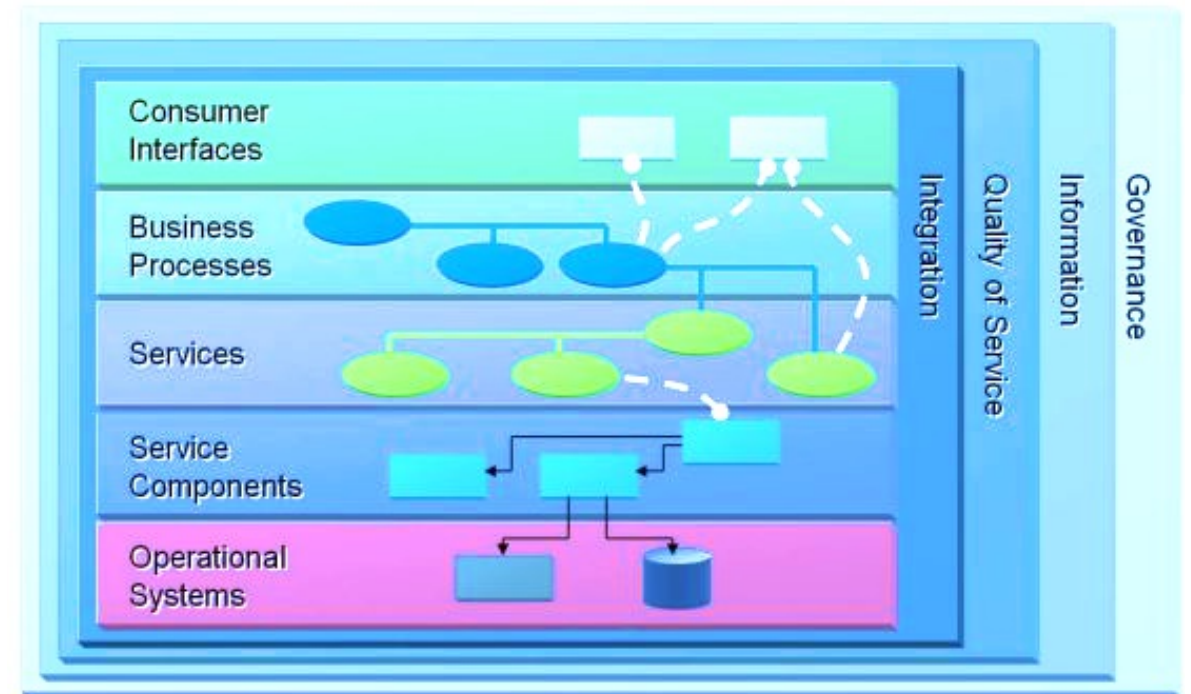 Consumer
Interfaces
Business
Processes
Services
Service
Components
Operational
Systems
Integration
Quality of Service
Information
Governance